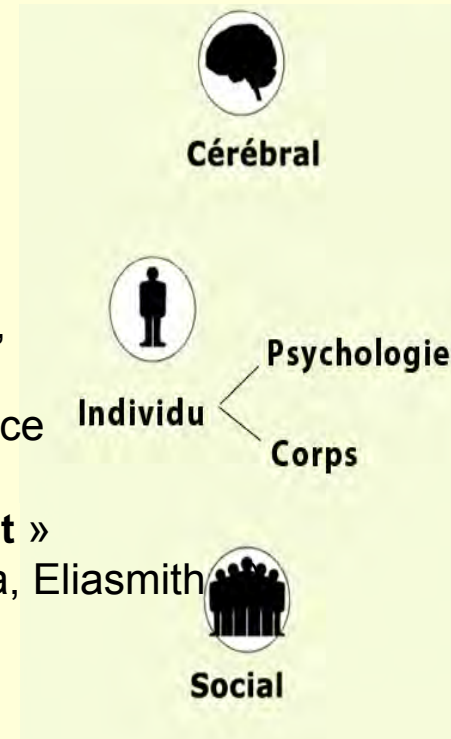 Cérébral
,
Psychologie
ce
Individu
Corps
t »
a, Eliasmith
Social